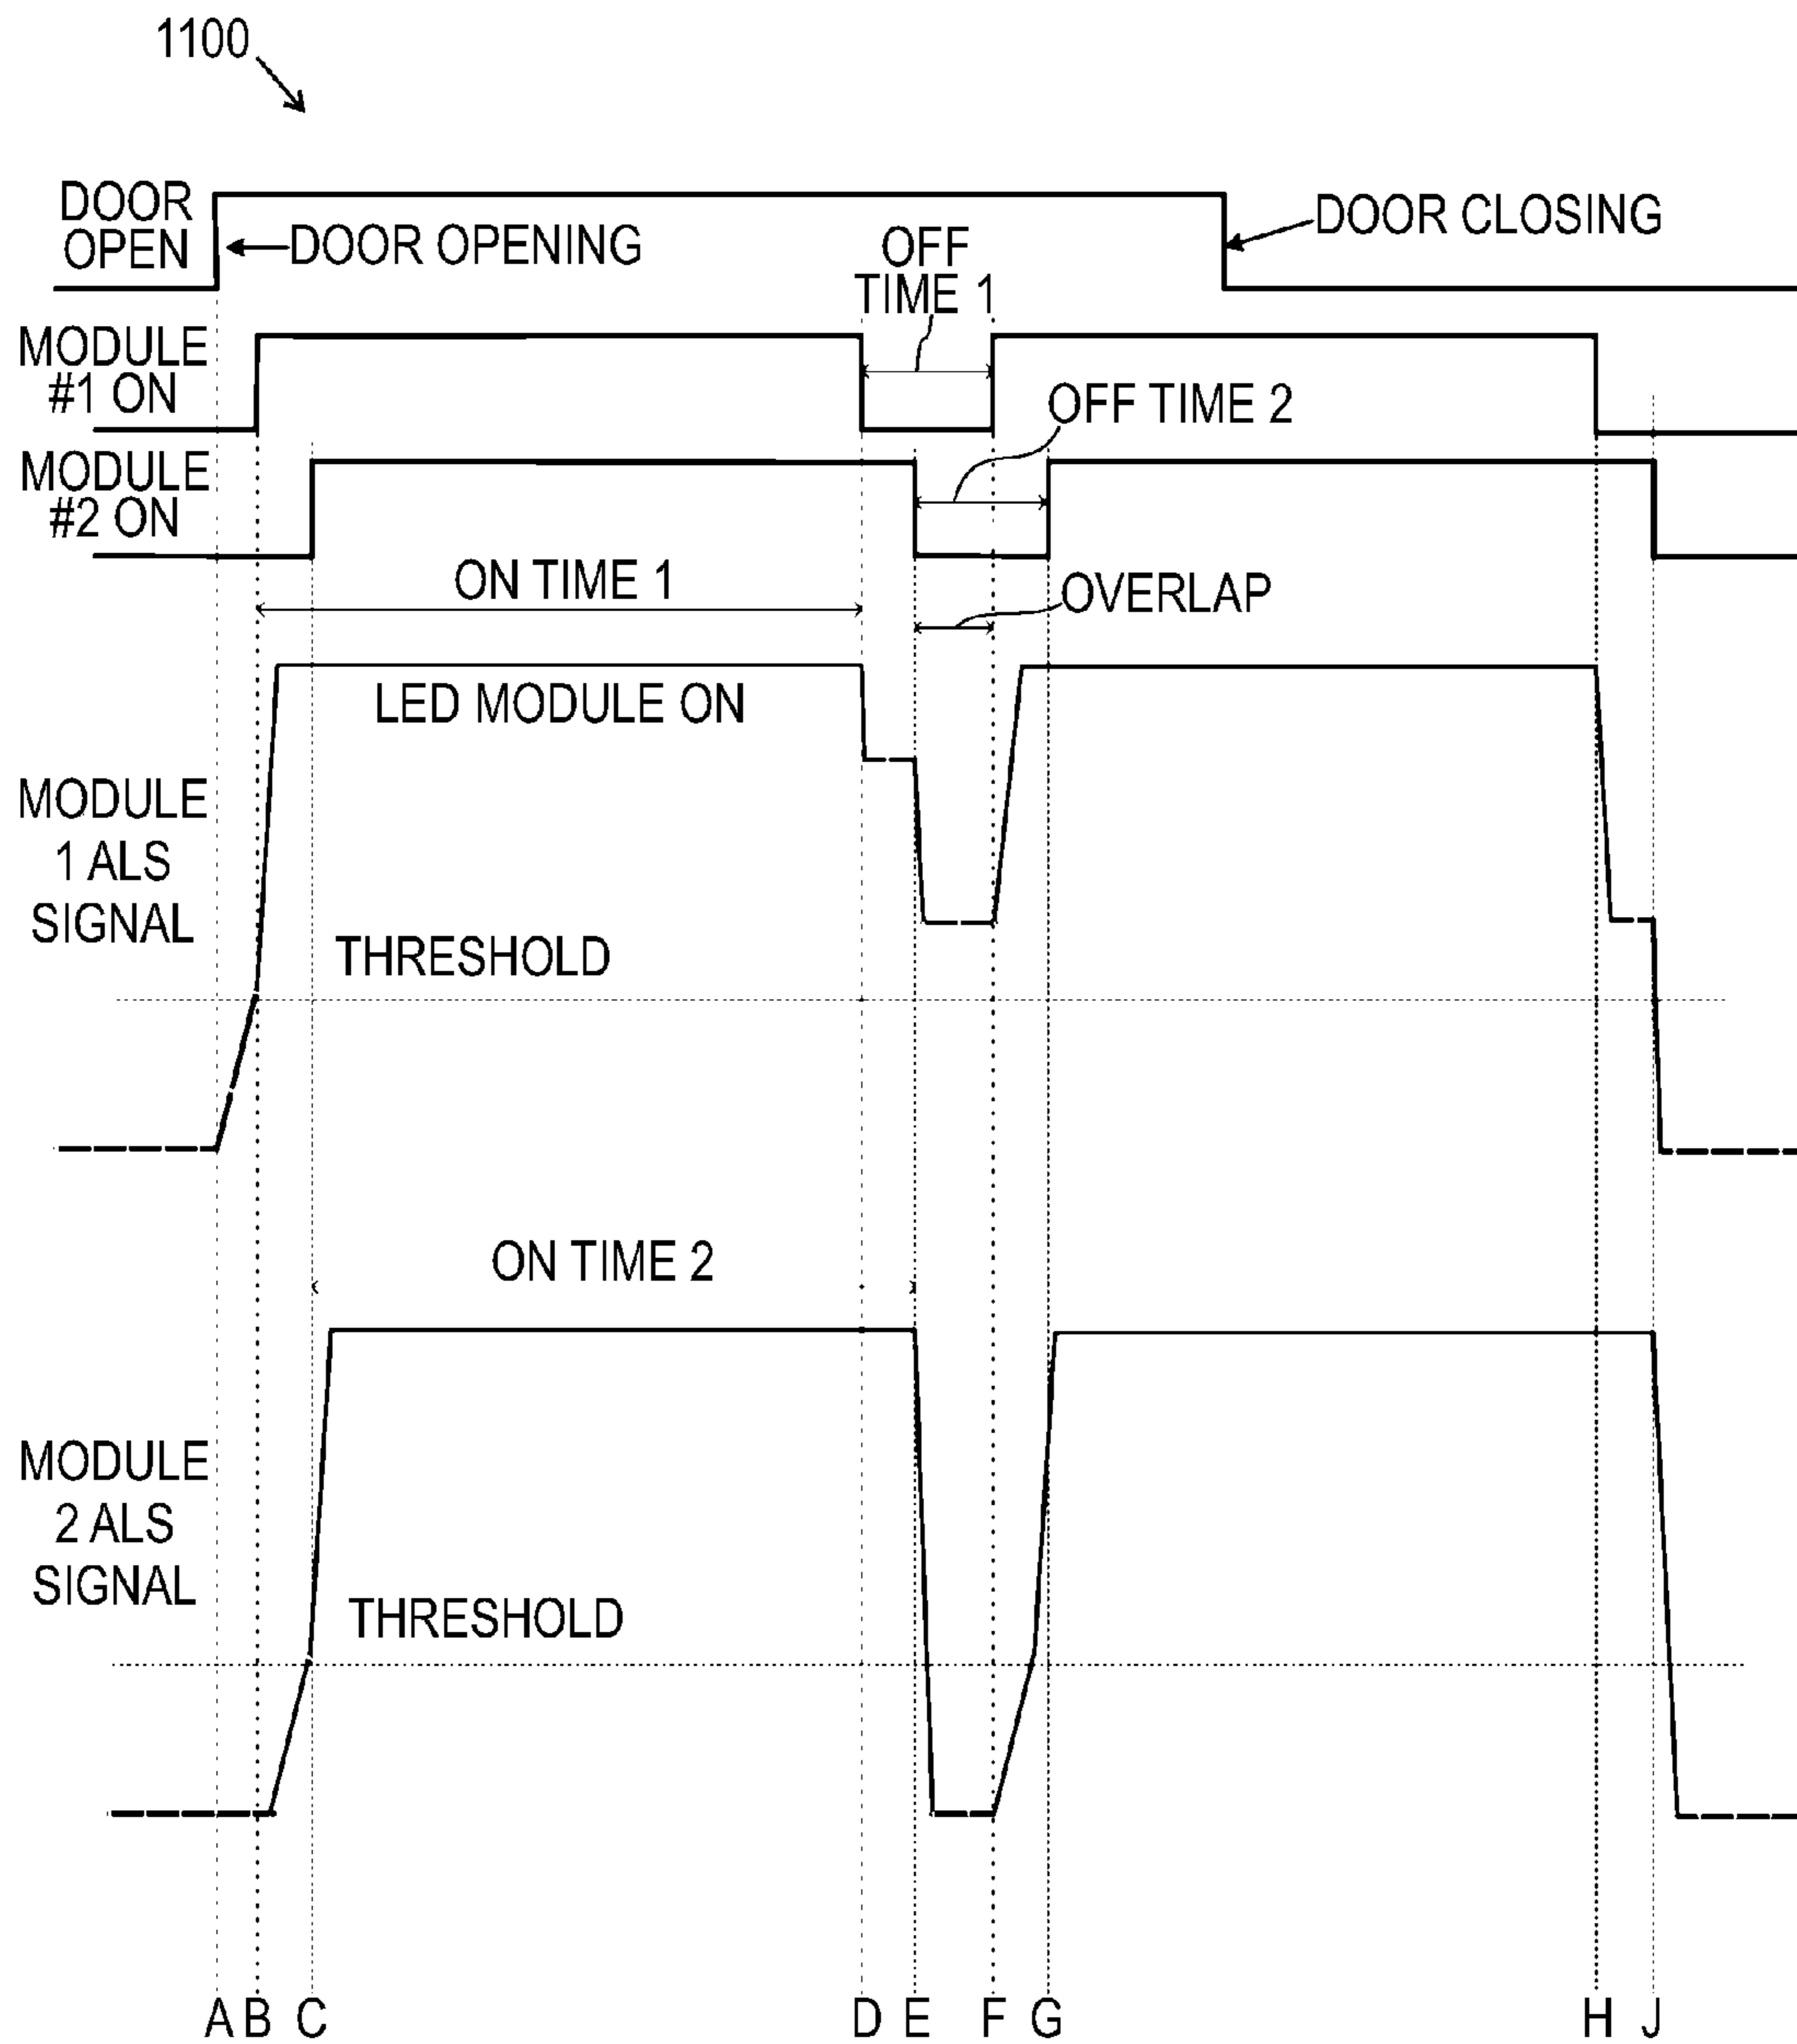 1100
DOOR
OPEN
DOOR OPENING
OFF
TIME 1
DOOR CLOSING
MODULE
#1 ON
OFF TIME 2
MODULE
#2 ON
ON TIME 1
OVERLAP
LED MODULE ON
MODULE
1 ALS
SIGNAL
THRESHOLD
ON TIME 2
MODULE
2 ALS
SIGNAL
THRESHOLD
A B C D E F G H J